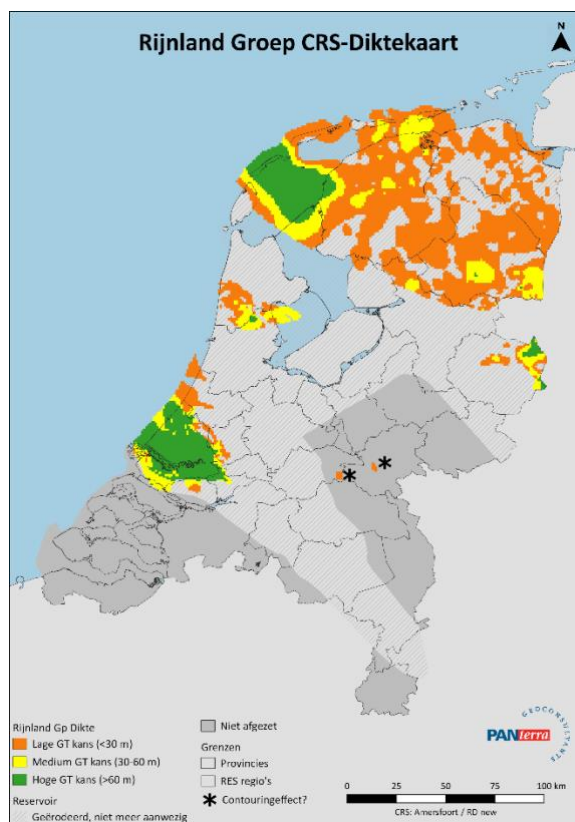 Rijnland Groep CRS-Diktekaart
N
Rijnland Gp Dikte
Lage GT kans (<30 m)
Medium GT kans (30-60 m)
Hoge GT kans (>60 m)
Reservoir
Geërodeerd, niet meer aanwezig
Niet afgezet
Grenzen
Provincies
RES regio's
Contouringeffect?
PANterra
GEOCONSULTANTS
0 25 50 75 100 km
CRS: Amersfoort / RD new